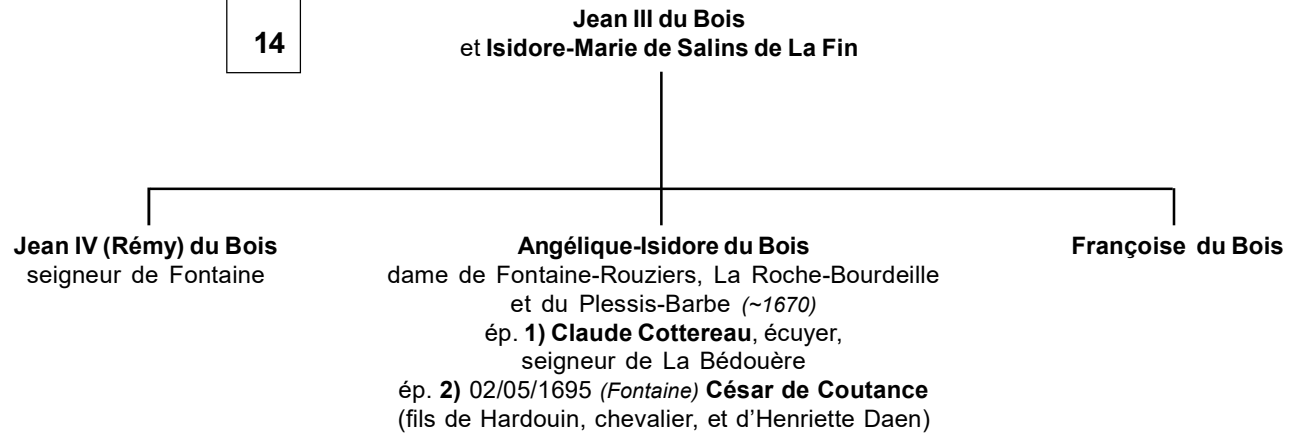 14
Jean III du Bois
et Isidore-Marie de Salins de La Fin
Jean IV (Rémy) du Bois
seigneur de Fontaine
Angélique-Isidore du Bois
dame de Fontaine-Rouziers, La Roche-Bourdeille
et du Plessis-Barbe (~1670)
ép. 1) Claude Cottereau, écuyer,
seigneur de La Bédouère
ép. 2) 02/05/1695 (Fontaine) César de Coutance
(fils de Hardouin, chevalier, et d'Henriette Daen)
Françoise du Bois